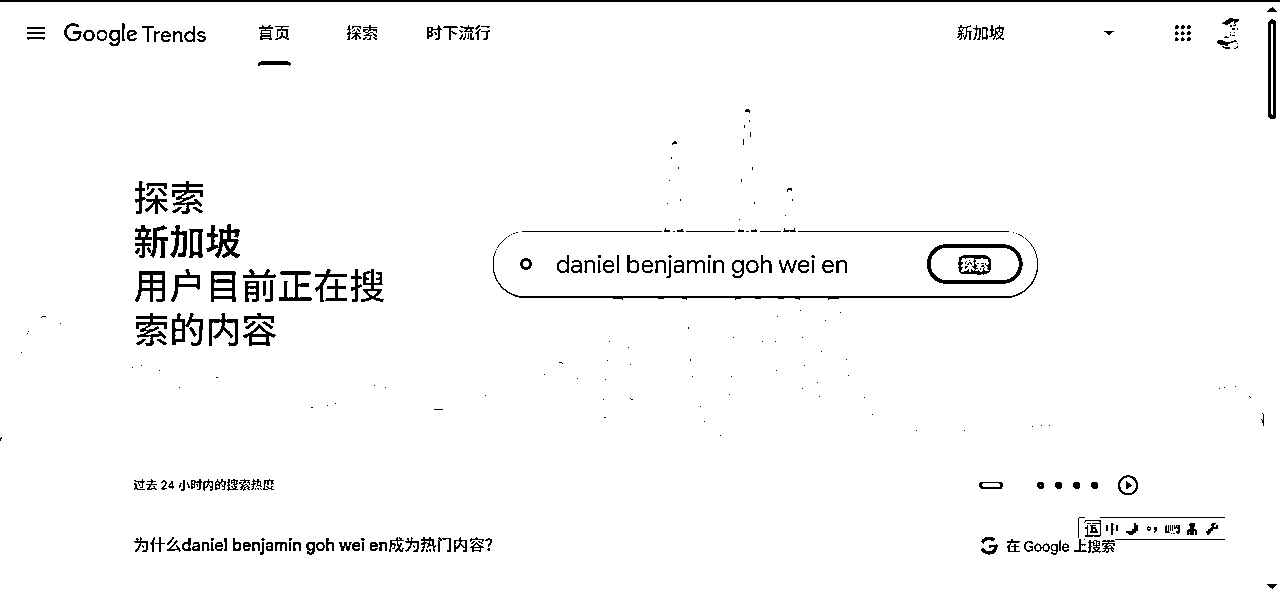 Google Trends
首页
探索
时下流行
新加坡
探索
新加坡
用户目前正在搜
索的内容
daniel benjamin goh wei en
探索
过去 24 小时内的搜索热度
为什么daniel benjamin goh wei en成为热门内容？
在 Google 上搜索
中